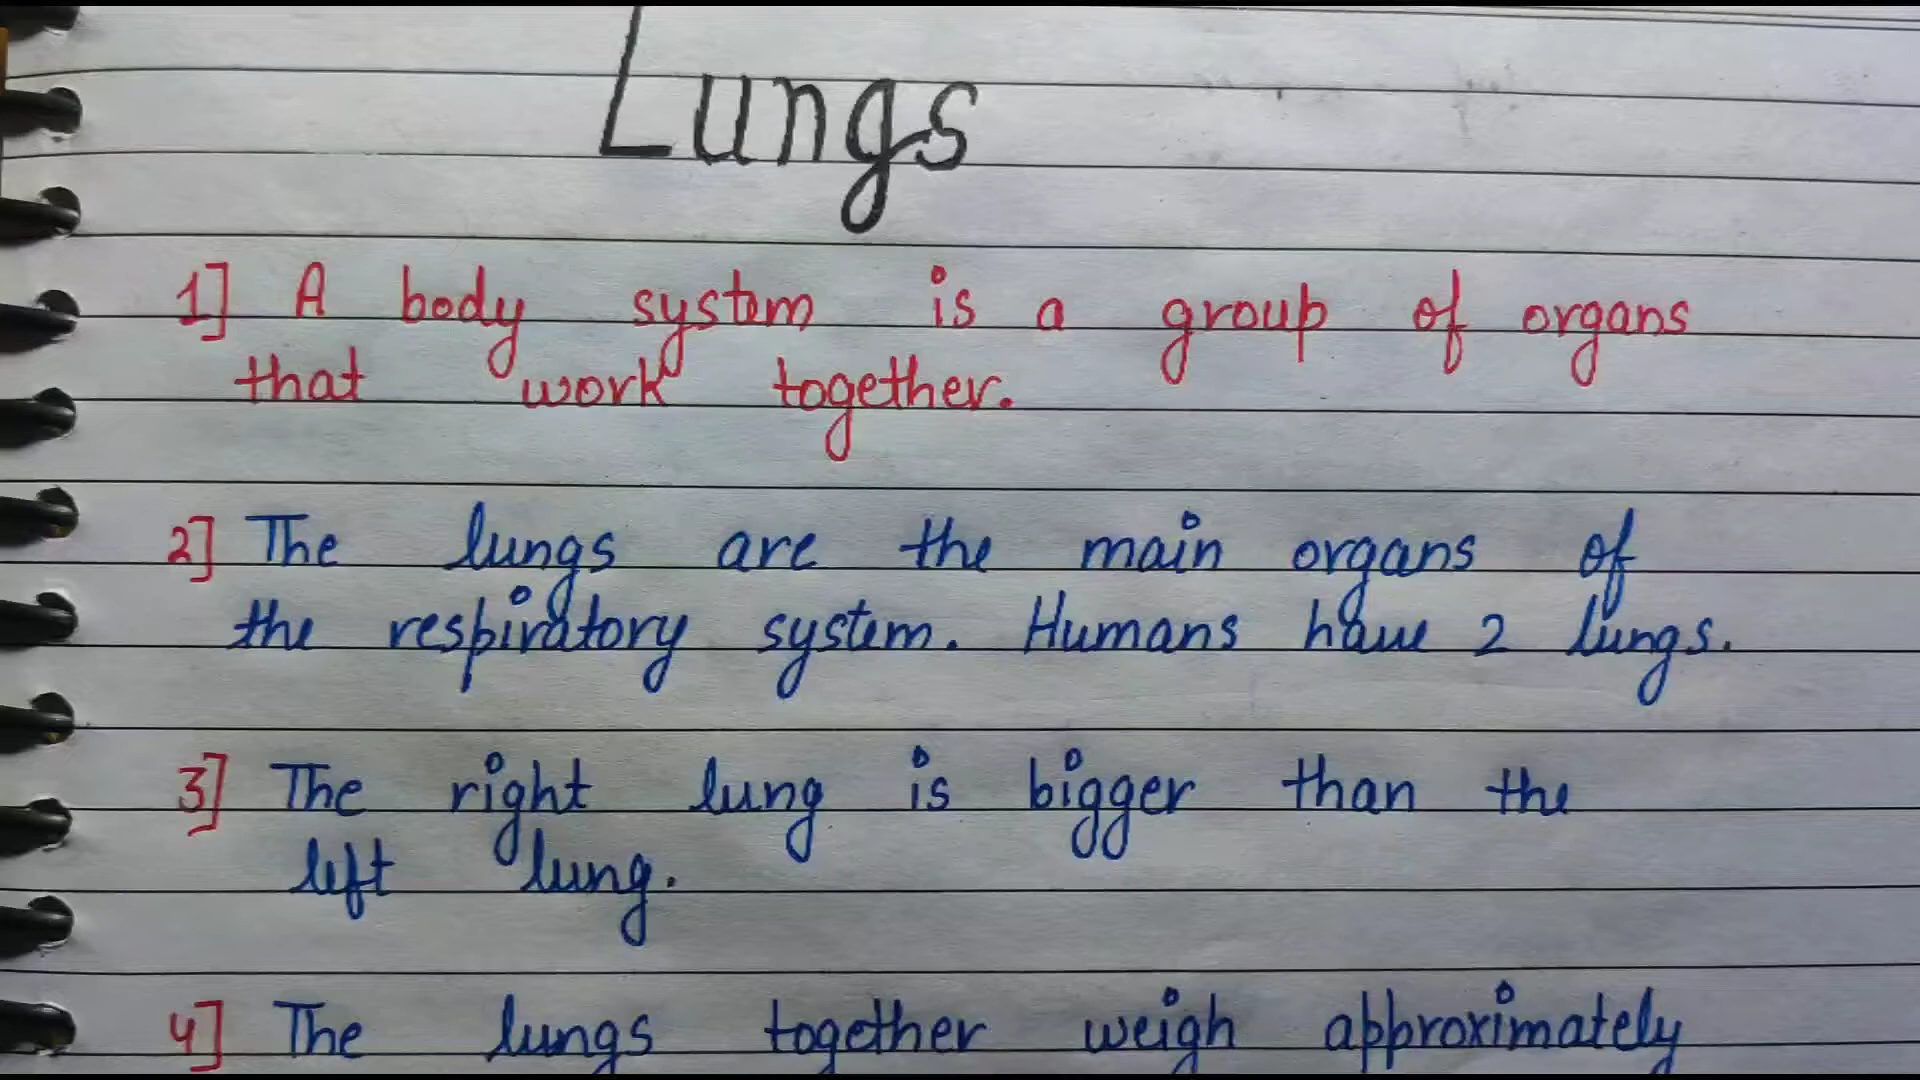 Lungs
1] A body system is a group of organs
that work together.
2] The lungs are the main organs of
the respiratory system. Humans have 2 lungs.
3] The right lung is bigger than the
left lung.
4] The lungs together weigh approximately